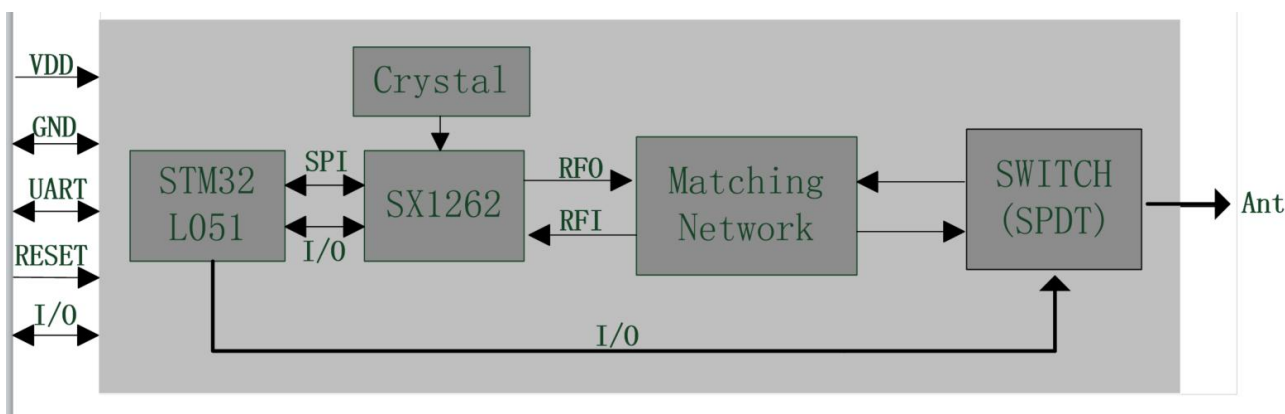 VDD
GND
UART
RESET
I/O
Crystal
STM32
L051
SPI
I/O
SX1262
RFO
RFI
Matching
Network
SWITCH
(SPDT)
Ant
I/O